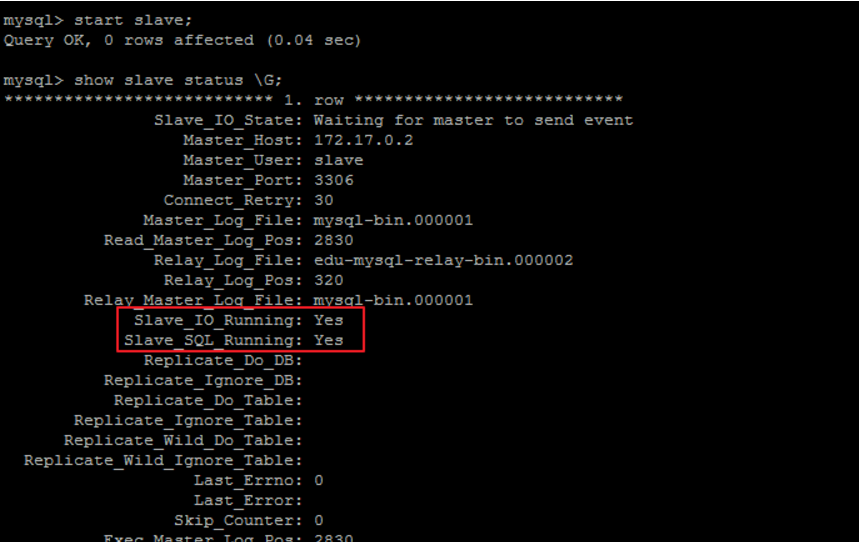 mysql> start slave;
Query OK, 0 rows affected (0.04 sec)
mysql> show slave status \G;
*************************** 1. row ***************************
Slave_IO_State: Waiting for master to send event
Master_Host: 172.17.0.2
Master_User: slave
Master_Port: 3306
Connect_Retry: 30
Master_Log_File: mysql-bin.000001
Read_Master_Log_Pos: 2830
Relay_Log_File: edu-mysql-relay-bin.000002
Relay_Log_Pos: 320
Relay_Master_Log_File: mysql-bin.000001
Slave_IO_Running: Yes
Slave_SQL_Running: Yes
Replicate_Do_DB:
Replicate_Ignore_DB:
Replicate_Do_Table:
Replicate_Ignore_Table:
Replicate_Wild_Do_Table:
Replicate_Wild_Ignore_Table:
Last_Errno: 0
Last_Error:
Skip_Counter: 0
Exec_Master_Log_Pos: 2830